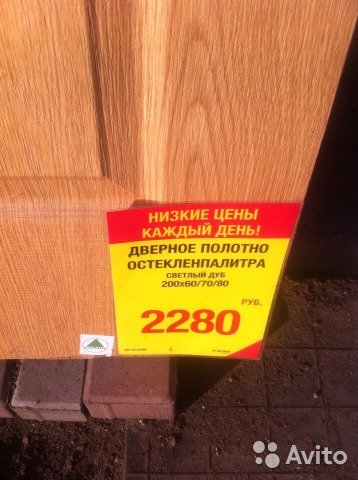 НИЗКИЕ ЦЕНЫ
КАЖДЫЙ ДЕНЬ!
ДВЕРНОЕ ПОЛОТНО
ОСТЕКЛЕНПАЛИТРА
СВЕТЛЫЙ ДУБ
200х60/70/80
РУБ.
2280
Avito